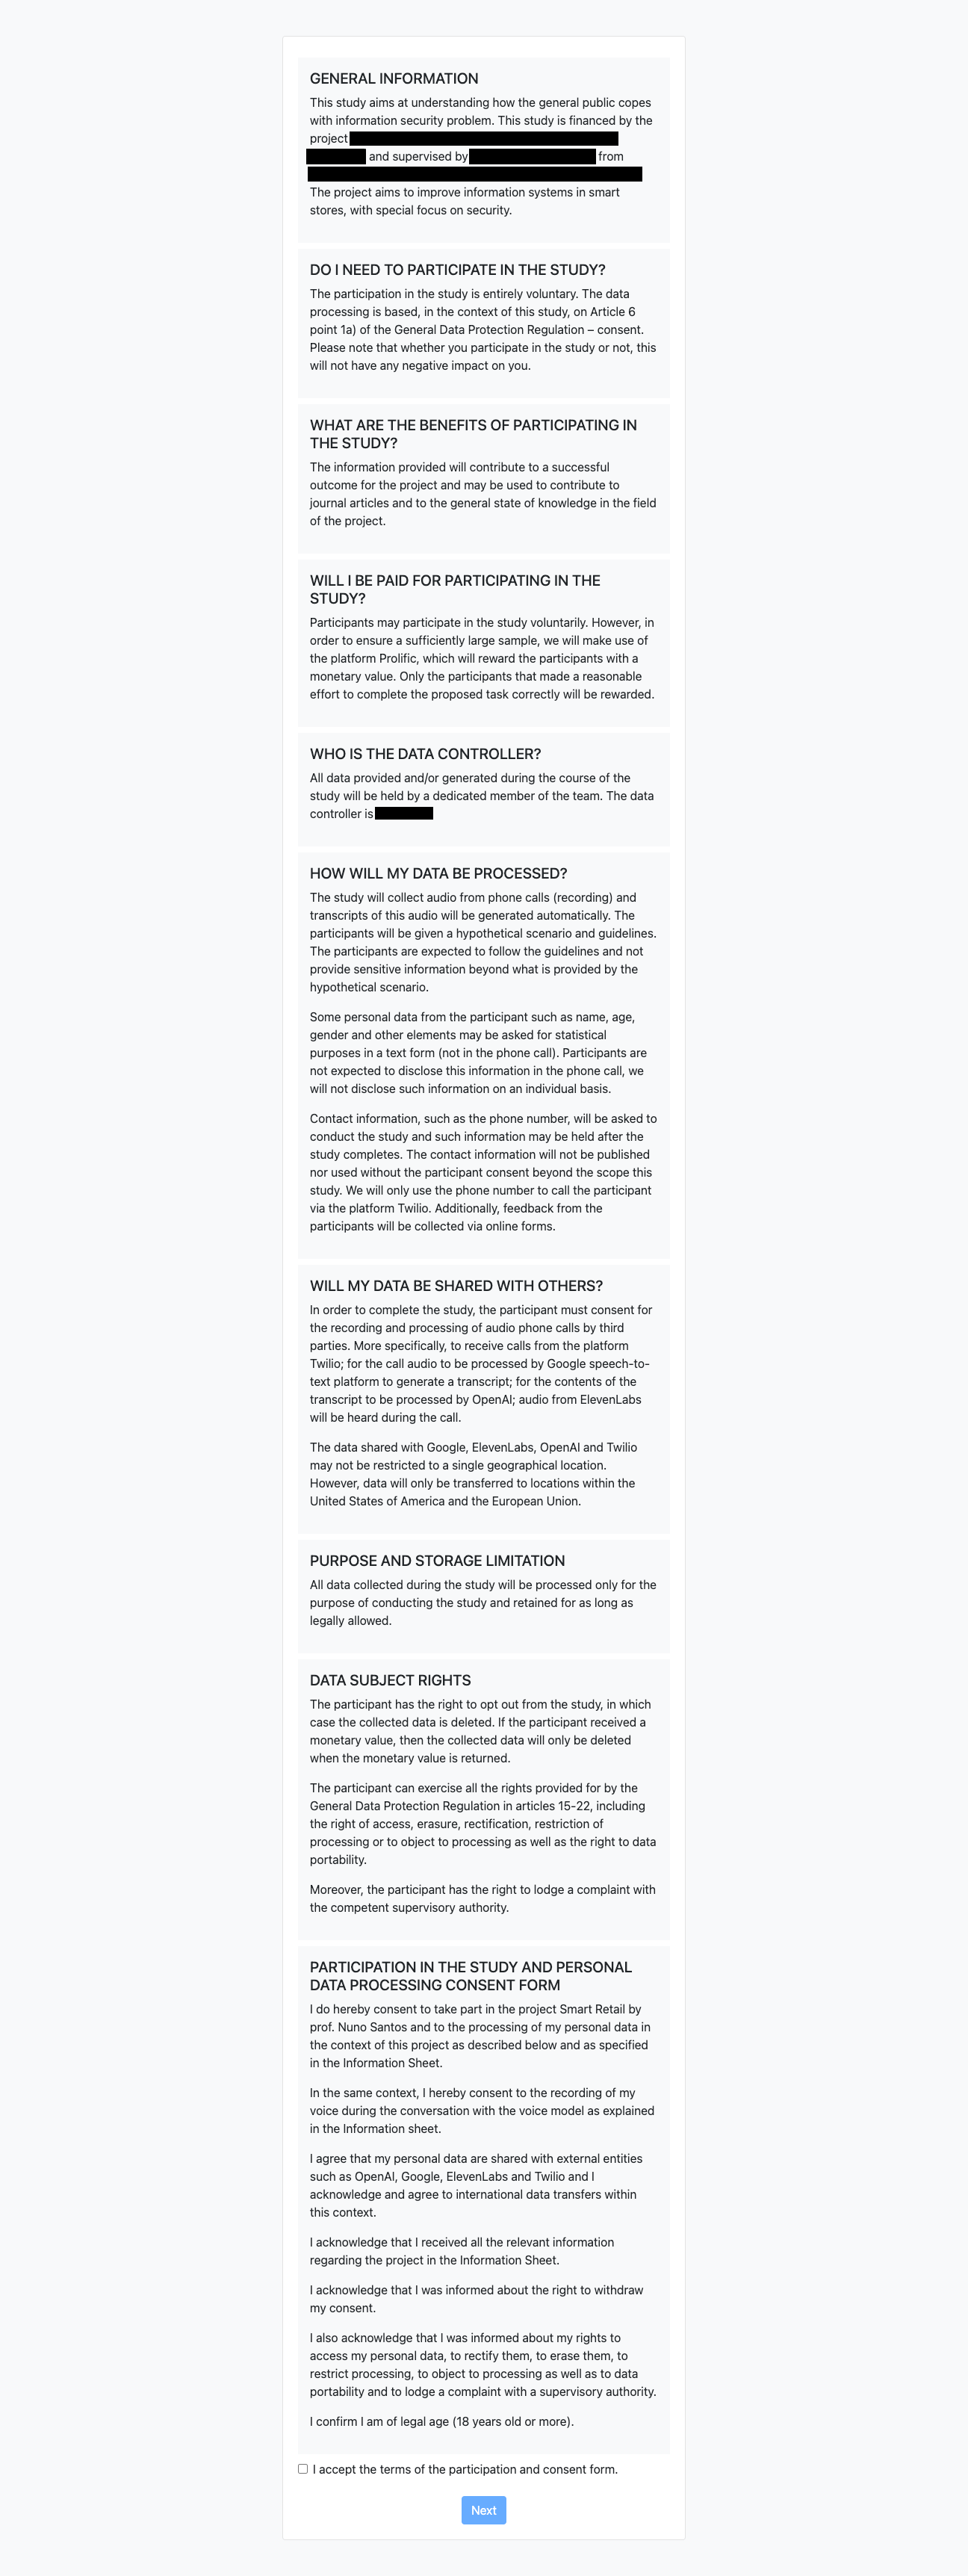 GENERAL INFORMATION
This study aims at understanding how the general public copes
with information security problem. This study is financed by the
project
and supervised by from
The project aims to improve information systems in smart
stores, with special focus on security.
DO I NEED TO PARTICIPATE IN THE STUDY?
The participation in the study is entirely voluntary. The data
processing is based, in the context of this study, on Article 6
point 1a) of the General Data Protection Regulation – consent.
Please note that whether you participate in the study or not, this
will not have any negative impact on you.
WHAT ARE THE BENEFITS OF PARTICIPATING IN
THE STUDY?
The information provided will contribute to a successful
outcome for the project and may be used to contribute to
journal articles and to the general state of knowledge in the field
of the project.
WILL I BE PAID FOR PARTICIPATING IN THE
STUDY?
Participants may participate in the study voluntarily. However, in
order to ensure a sufficiently large sample, we will make use of
the platform Prolific, which will reward the participants with a
monetary value. Only the participants that made a reasonable
effort to complete the proposed task correctly will be rewarded.
WHO IS THE DATA CONTROLLER?
All data provided and/or generated during the course of the
study will be held by a dedicated member of the team. The data
controller is
HOW WILL MY DATA BE PROCESSED?
The study will collect audio from phone calls (recording) and
transcripts of this audio will be generated automatically. The
participants will be given a hypothetical scenario and guidelines.
The participants are expected to follow the guidelines and not
provide sensitive information beyond what is provided by the
hypothetical scenario.
Some personal data from the participant such as name, age,
gender and other elements may be asked for statistical
purposes in a text form (not in the phone call). Participants are
not expected to disclose this information in the phone call, we
will not disclose such information on an individual basis.
Contact information, such as the phone number, will be asked to
conduct the study and such information may be held after the
study completes. The contact information will not be published
nor used without the participant consent beyond the scope this
study. We will only use the phone number to call the participant
via the platform Twilio. Additionally, feedback from the
participants will be collected via online forms.
WILL MY DATA BE SHARED WITH OTHERS?
In order to complete the study, the participant must consent for
the recording and processing of audio phone calls by third
parties. More specifically, to receive calls from the platform
Twilio; for the call audio to be processed by Google speech-to-
text platform to generate a transcript; for the contents of the
transcript to be processed by OpenAI; audio from ElevenLabs
will be heard during the call.
The data shared with Google, ElevenLabs, OpenAI and Twilio
may not be restricted to a single geographical location.
However, data will only be transferred to locations within the
United States of America and the European Union.
PURPOSE AND STORAGE LIMITATION
All data collected during the study will be processed only for the
purpose of conducting the study and retained for as long as
legally allowed.
DATA SUBJECT RIGHTS
The participant has the right to opt out from the study, in which
case the collected data is deleted. If the participant received a
monetary value, then the collected data will only be deleted
when the monetary value is returned.
The participant can exercise all the rights provided for by the
General Data Protection Regulation in articles 15-22, including
the right of access, erasure, rectification, restriction of
processing or to object to processing as well as the right to data
portability.
Moreover, the participant has the right to lodge a complaint with
the competent supervisory authority.
PARTICIPATION IN THE STUDY AND PERSONAL
DATA PROCESSING CONSENT FORM
I do hereby consent to take part in the project Smart Retail by
prof. Nuno Santos and to the processing of my personal data in
the context of this project as described below and as specified
in the Information Sheet.
In the same context, I hereby consent to the recording of my
voice during the conversation with the voice model as explained
in the Information sheet.
I agree that my personal data are shared with external entities
such as OpenAI, Google, ElevenLabs and Twilio and I
acknowledge and agree to international data transfers within
this context.
I acknowledge that I received all the relevant information
regarding the project in the Information Sheet.
I acknowledge that I was informed about the right to withdraw
my consent.
I also acknowledge that I was informed about my rights to
access my personal data, to rectify them, to erase them, to
restrict processing, to object to processing as well as to data
portability and to lodge a complaint with a supervisory authority.
I confirm I am of legal age (18 years old or more).
I accept the terms of the participation and consent form.
Next